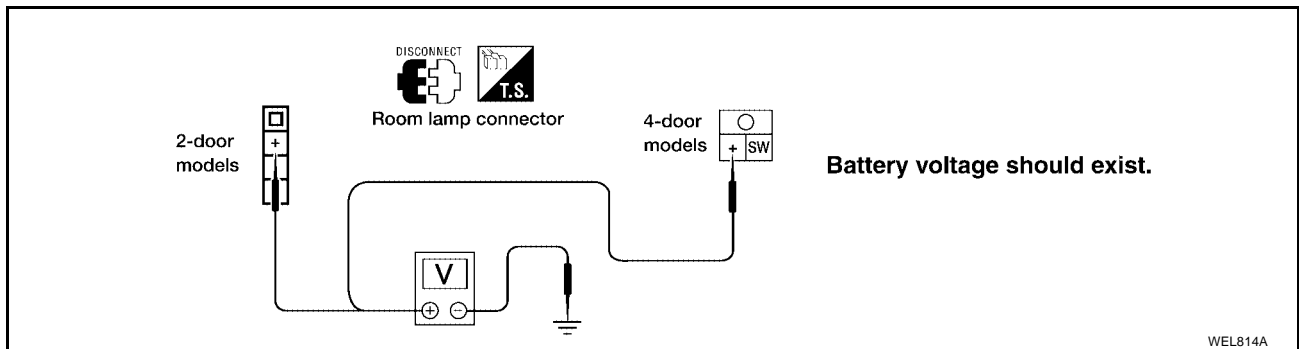 DISCONNECT
T.S.
Room lamp connector
2-door
models
+
4-door
models
+ SW
Battery voltage should exist.
V
+ -
WEL814A